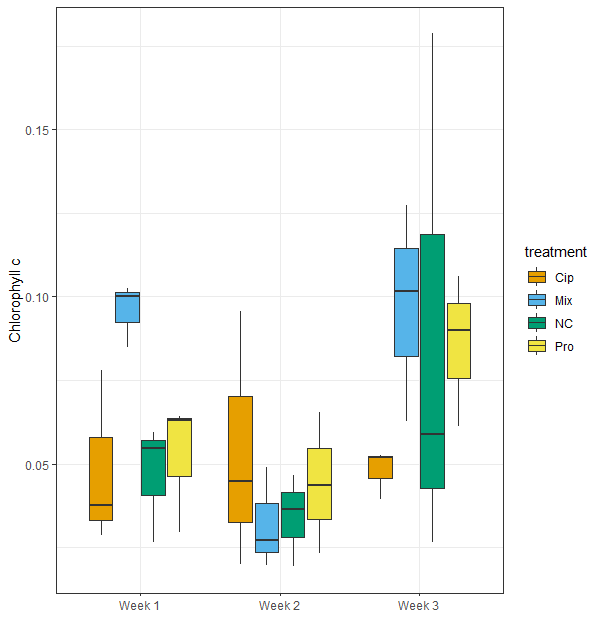 Chlorophyll c
0.15
0.10
0.05
Week 1
Week 2
Week 3
treatment
Cip
Mix
NC
Pro